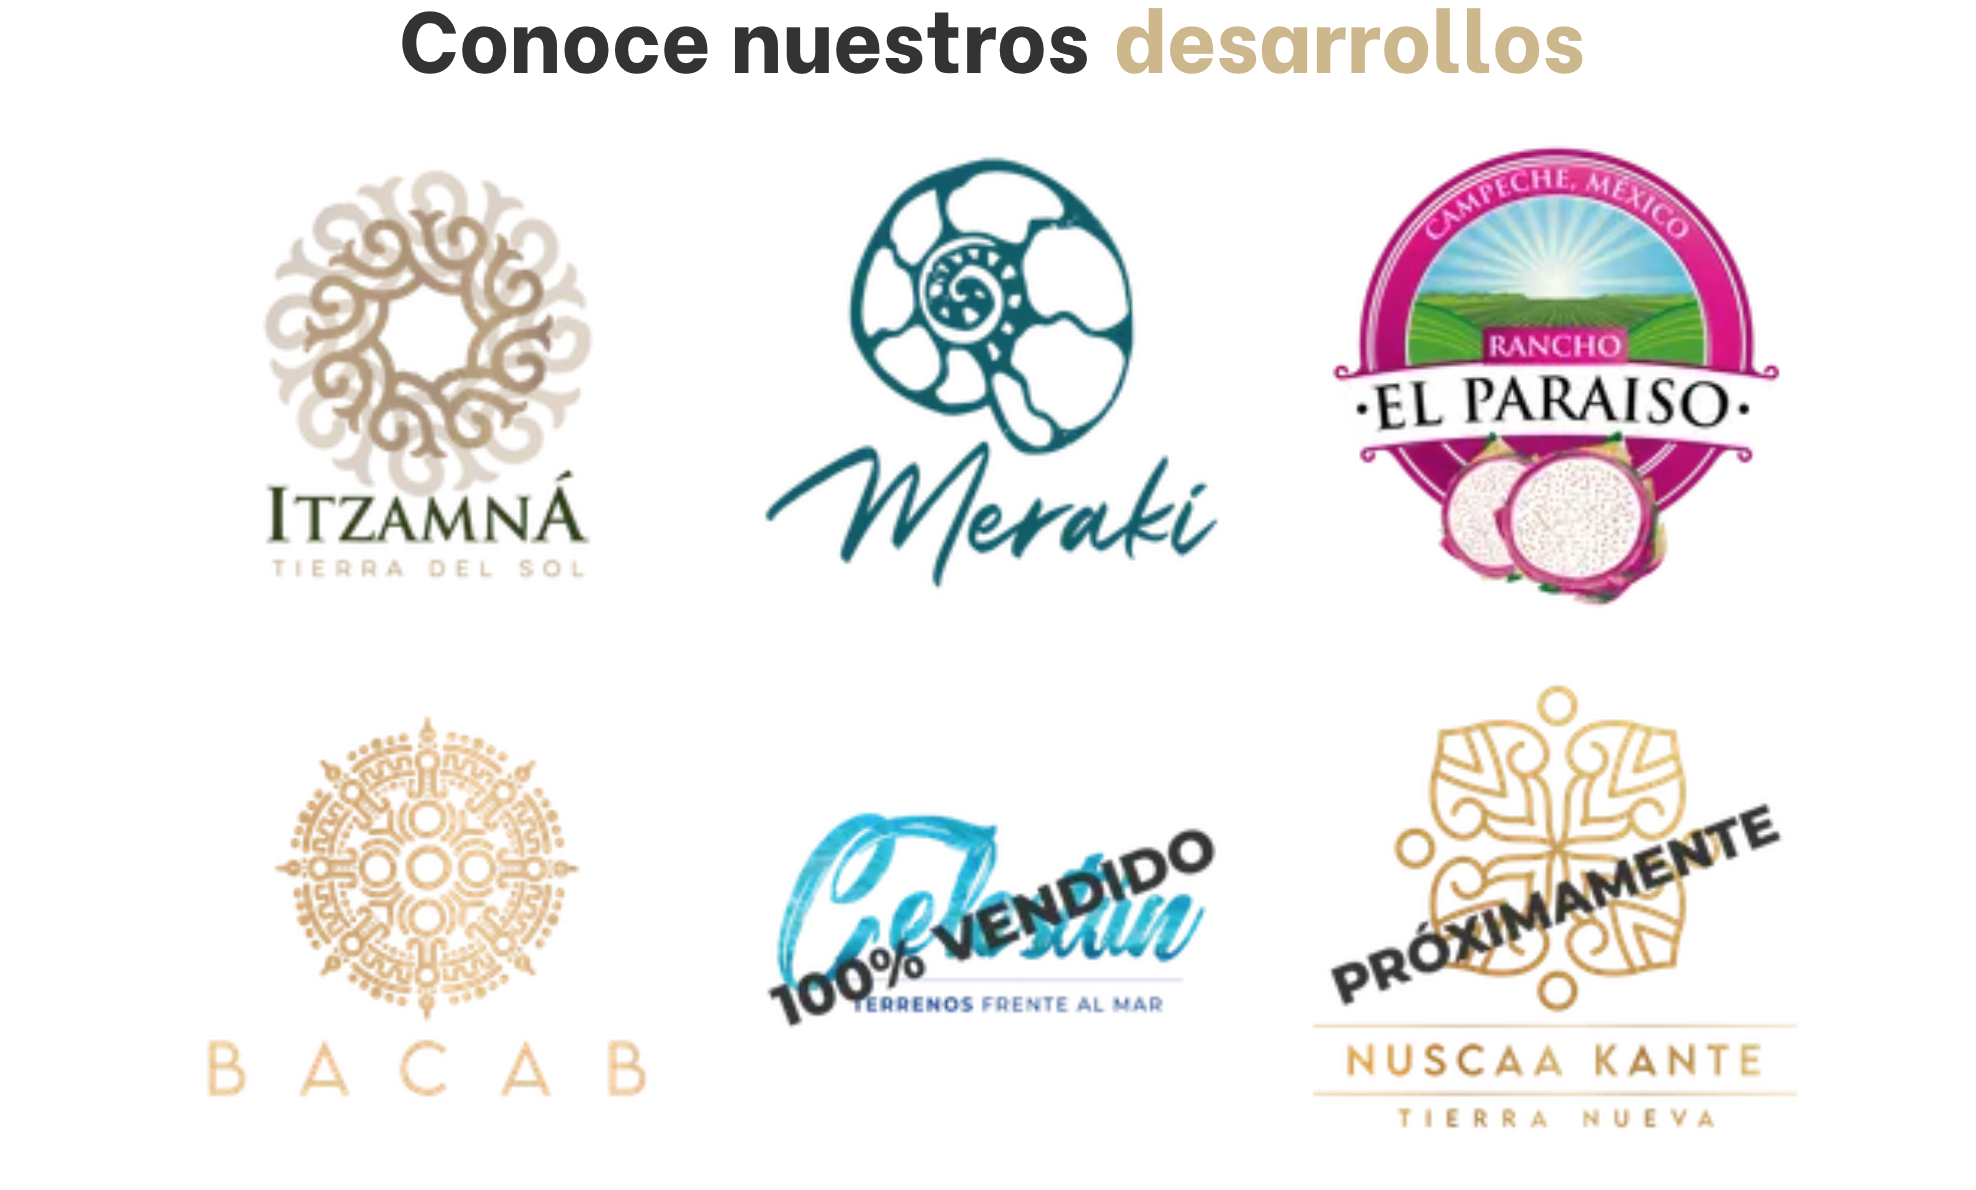 Conoce nuestros desarrollos
ITZAMNÁ
TIERRA DEL SOL
Meraki
CAMPECHE, MÉXICO
RANCHO
·EL PARAISO·
BACAB
Celestún
100% VENDIDO
TERRENOS FRENTE AL MAR
PRÓXIMAMENTE
NUSCAA KANTE
TIERRA NUEVA